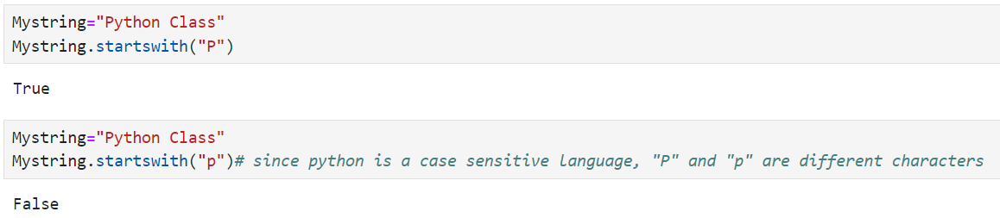 Mystring="Python Class"
Mystring.startswith("P")
True
Mystring="Python Class"
Mystring.startswith("p")# since python is a case sensitive language, "P" and "p" are different characters
False